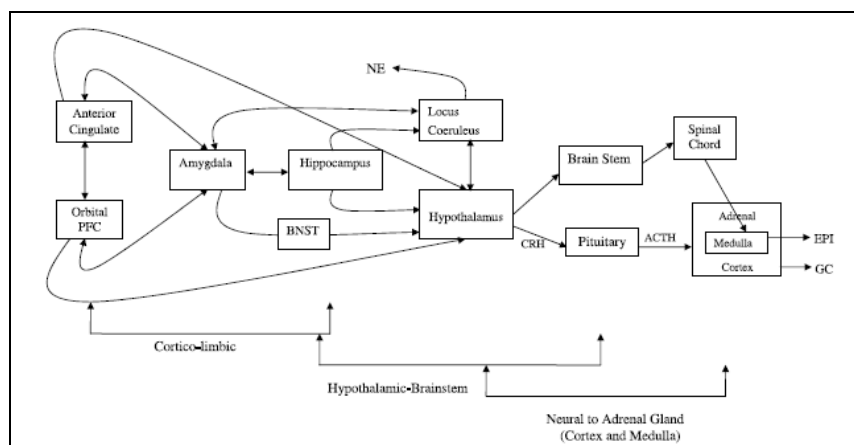 NE
Anterior
Cingulate
Locus
Coeruleus
Spinal
Chord
Amygdala
Hippocampus
Brain Stem
Orbital
PFC
BNST
Hypothalamus
CRH
Pituitary
ACTH
Adrenal
Medulla
Cortex
EPI
GC
Cortico-limbic
Hypothalamic-Brainstem
Neural to Adrenal Gland
(Cortex and Medulla)